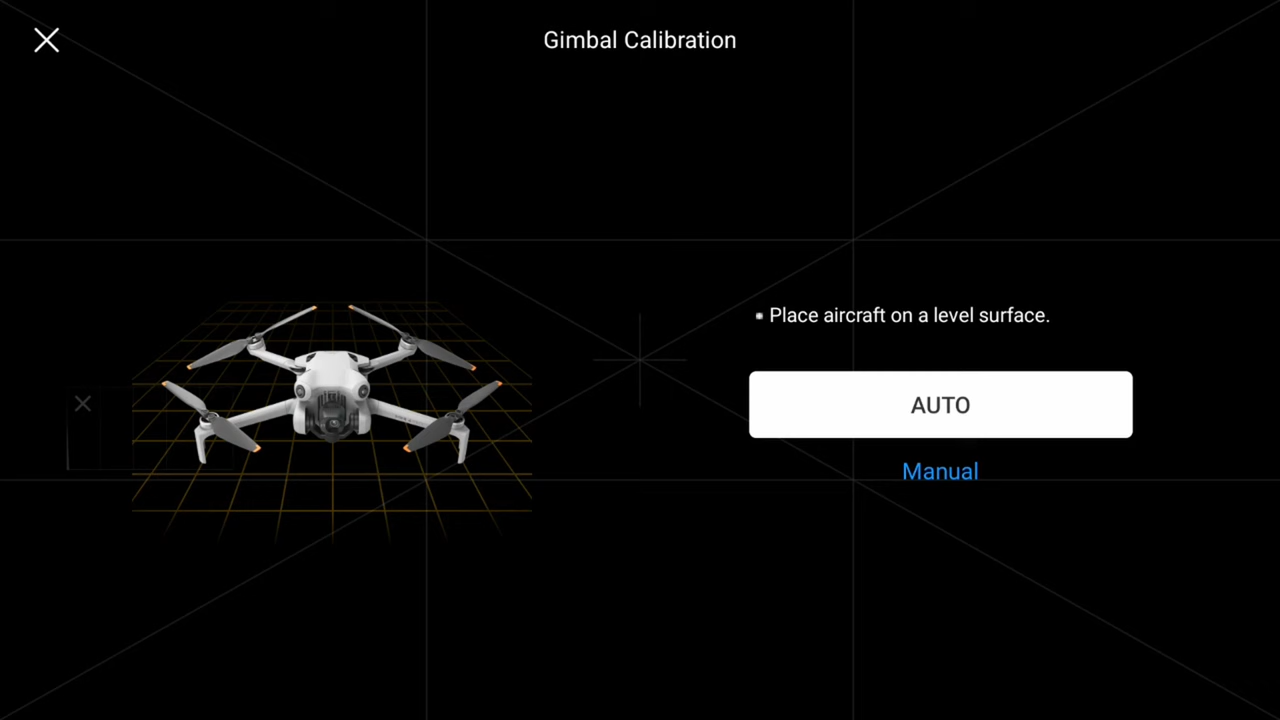 Gimbal Calibration
▪ Place aircraft on a level surface.
AUTO
Manual